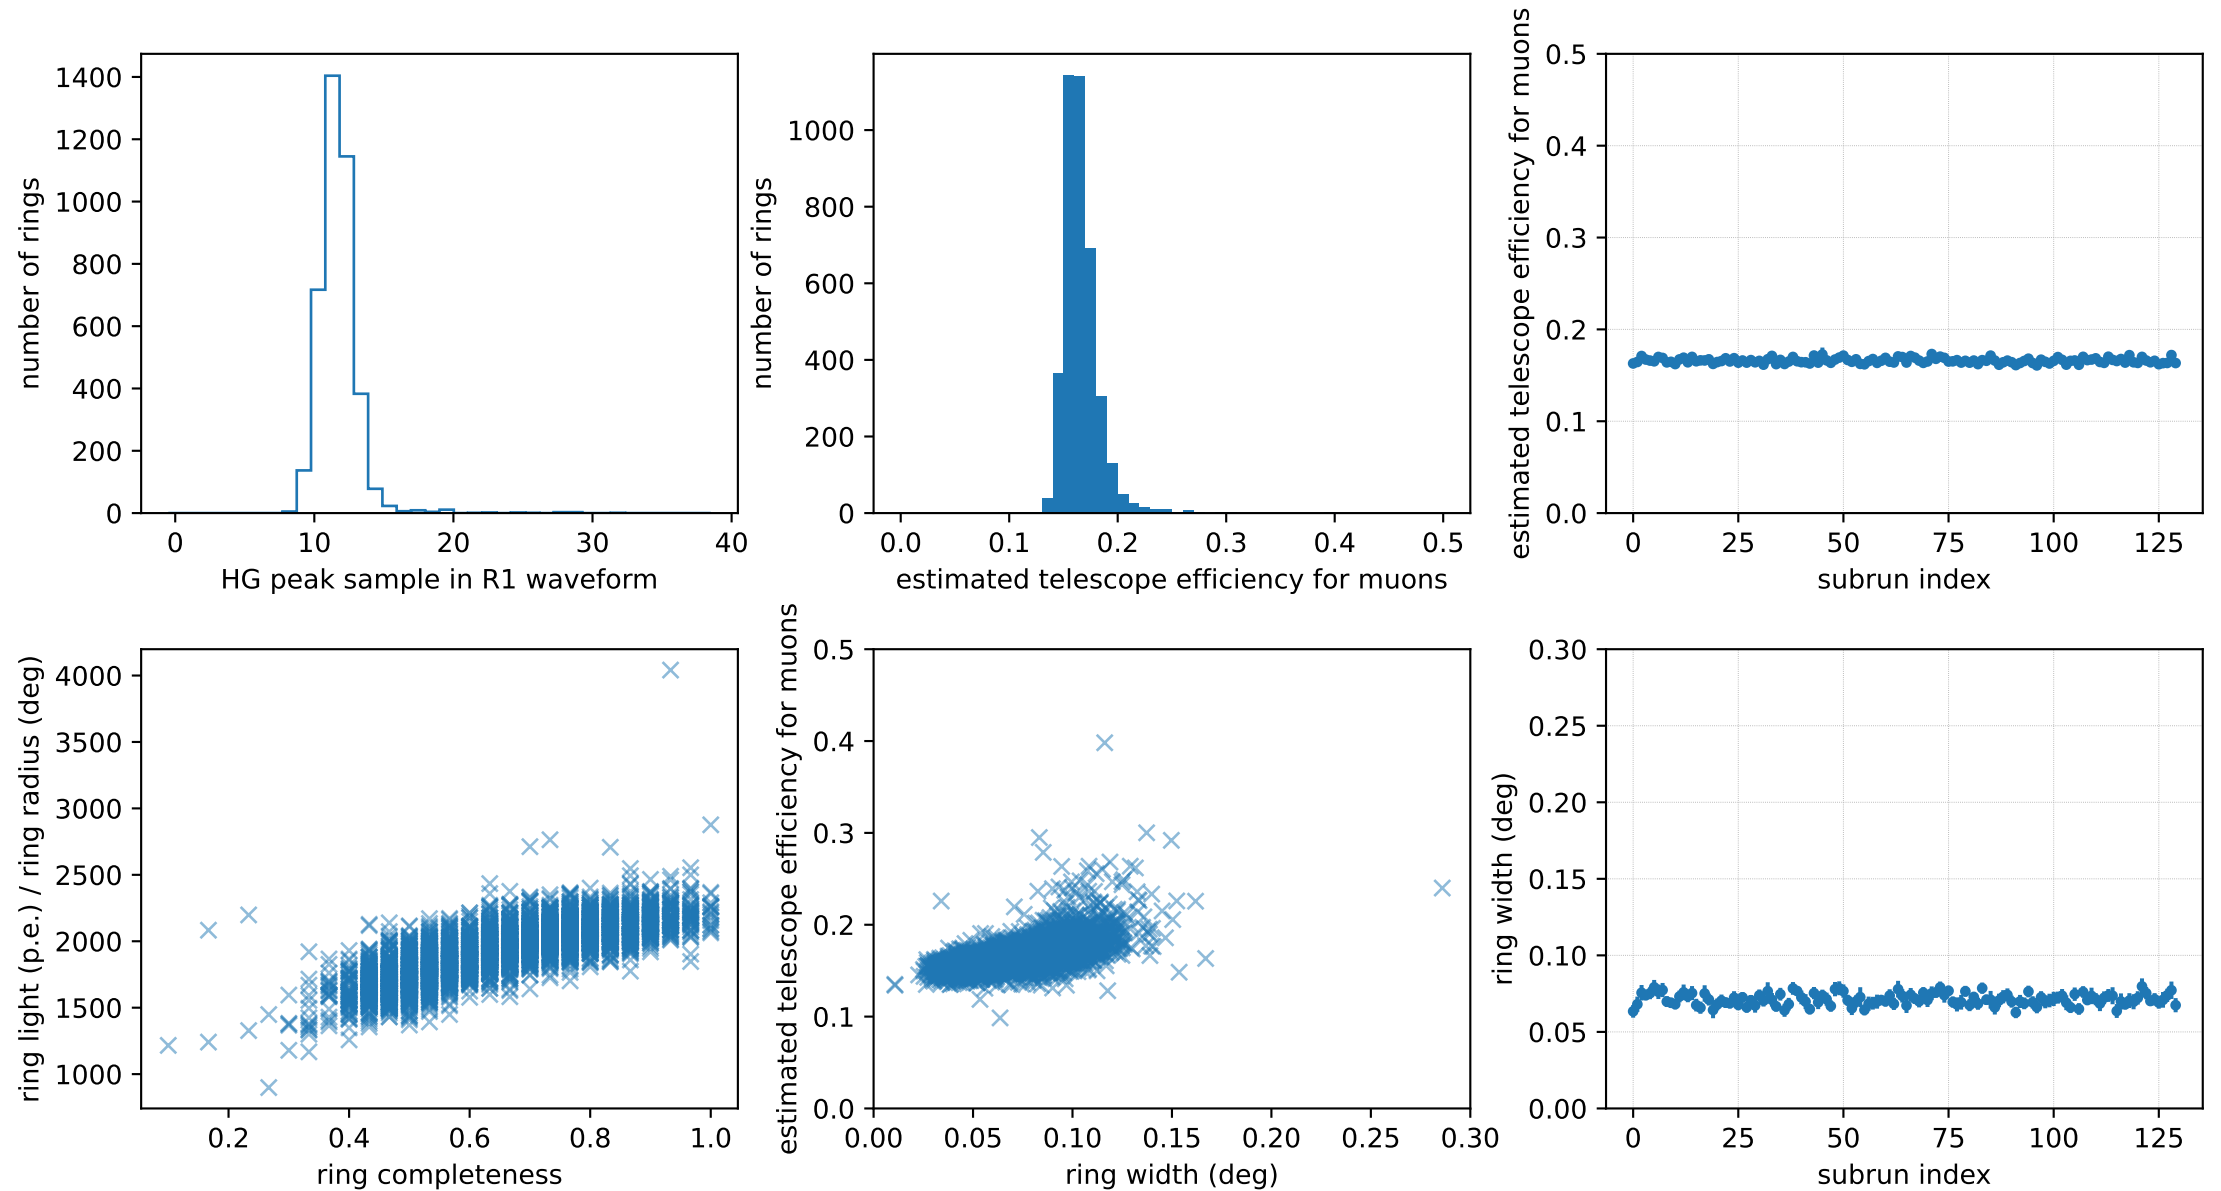 1400
1200
1000
800
600
400
200
0
number of rings
0 10 20 30 40
HG peak sample in R1 waveform
1000
800
600
400
200
0
number of rings
0.0 0.1 0.2 0.3 0.4 0.5
estimated telescope efficiency for muons
0.5
0.4
0.3
0.2
0.1
0.0
estimated telescope efficiency for muons
0 25 50 75 100 125
subrun index
4000
3500
3000
2500
2000
1500
1000
ring light (p.e.) / ring radius (deg)
0.2 0.4 0.6 0.8 1.0
ring completeness
0.5
0.4
0.3
0.2
0.1
0.0
estimated telescope efficiency for muons
0.00 0.05 0.10 0.15 0.20 0.25 0.30
ring width (deg)
0.30
0.25
0.20
0.15
0.10
0.05
0.00
ring width (deg)
0 25 50 75 100 125
subrun index